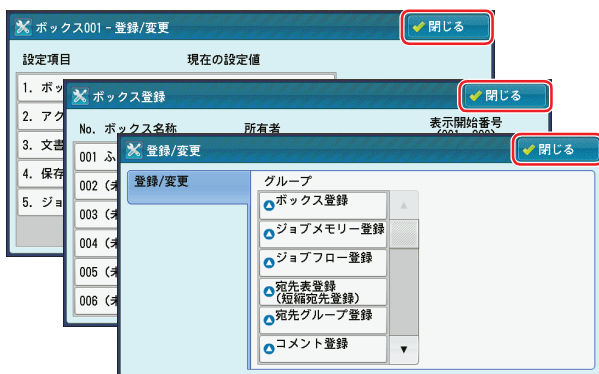 ボックス001 - 登録/変更
閉じる
設定項目 現在の設定値
1. ボッ
2. アク
3. 文書
4. 保存
5. ジョ
ボックス登録
閉じる
No. ボックス名称 所有者 表示開始番号
001 ふ
002 (未
003 (未
004 (未
005 (未
006 (未
登録/変更
閉じる
登録/変更
グループ
ボックス登録
ジョブメモリー登録
ジョブフロー登録
宛先表登録
(短縮宛先登録)
宛先グループ登録
コメント登録